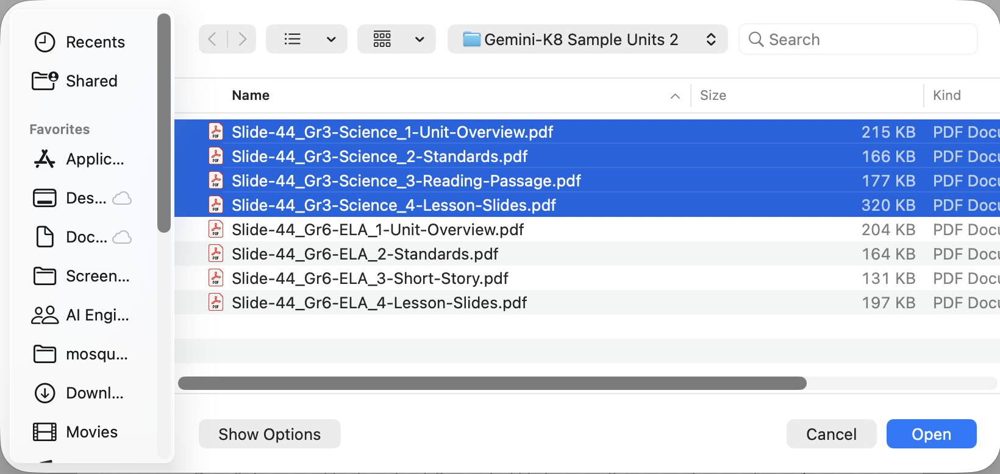 Recents
Shared
Favorites
Applic...
Des...
Doc...
Screen...
AI Engi...
mosqu...
Downl...
Movies
Gemini-K8 Sample Units 2
Search
Name Size Kind
Slide-44_Gr3-Science_1-Unit-Overview.pdf 215 KB PDF Docu
Slide-44_Gr3-Science_2-Standards.pdf 166 KB PDF Docu
Slide-44_Gr3-Science_3-Reading-Passage.pdf 177 KB PDF Docu
Slide-44_Gr3-Science_4-Lesson-Slides.pdf 320 KB PDF Docu
Slide-44_Gr6-ELA_1-Unit-Overview.pdf 204 KB PDF Docu
Slide-44_Gr6-ELA_2-Standards.pdf 164 KB PDF Docu
Slide-44_Gr6-ELA_3-Short-Story.pdf 131 KB PDF Docu
Slide-44_Gr6-ELA_4-Lesson-Slides.pdf 197 KB PDF Docu
Show Options
Cancel
Open